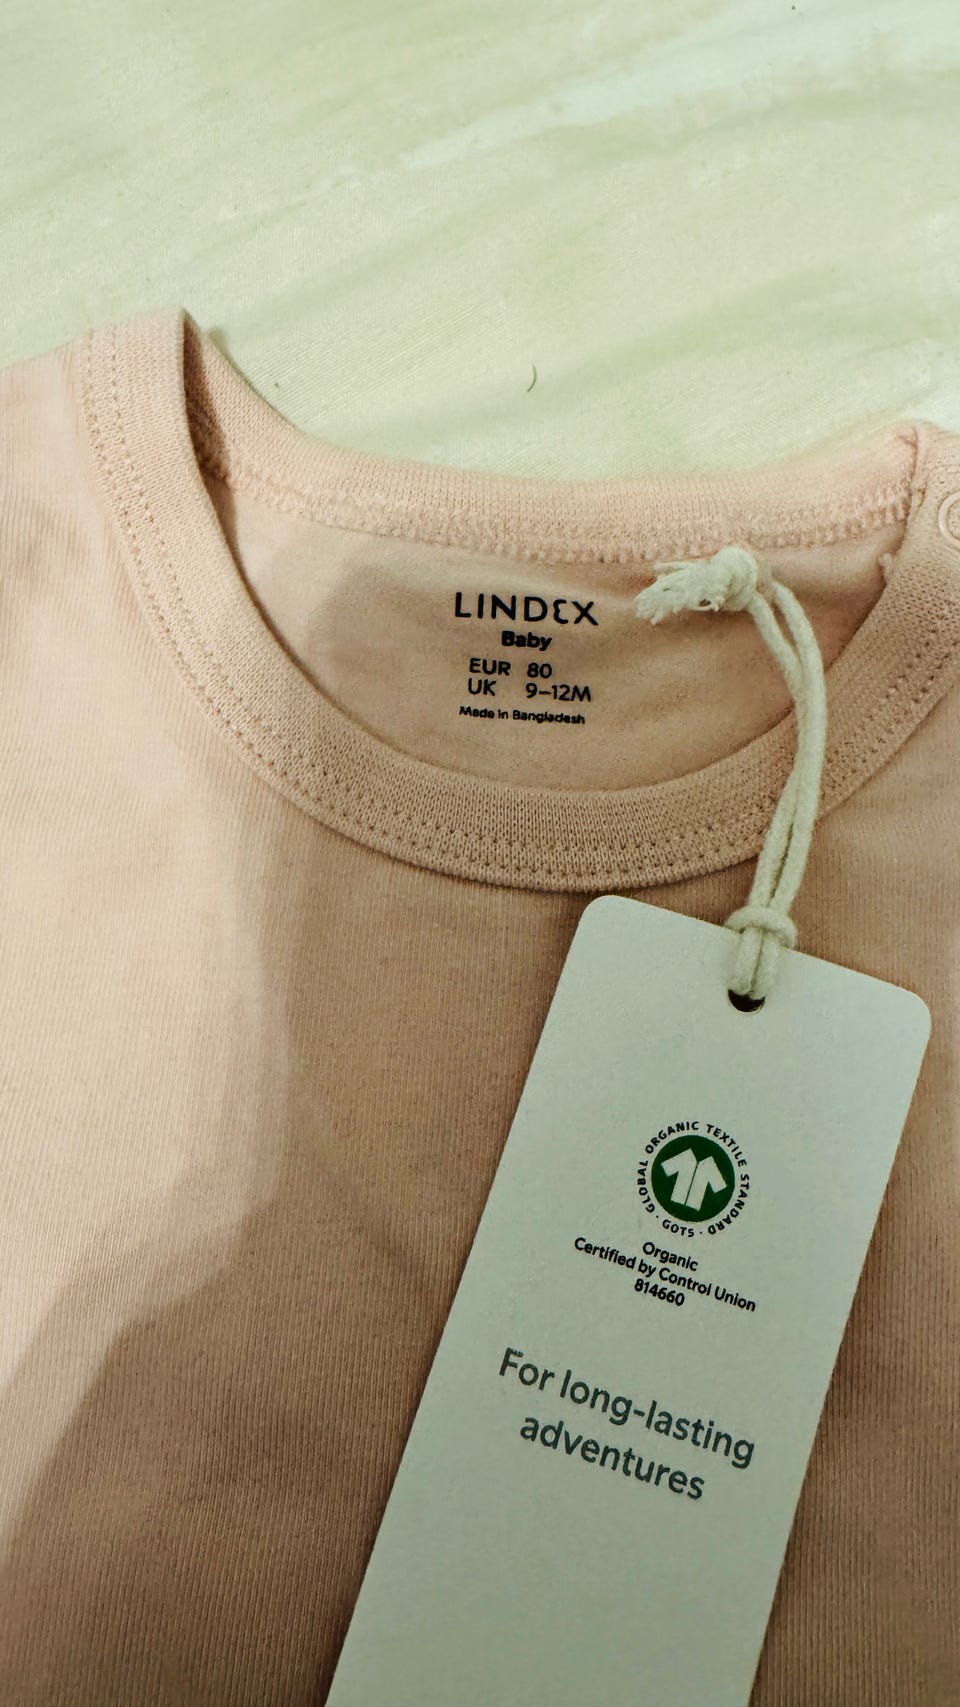 LINDEX
Baby
EUR 80
UK 9–12M
Made in Bangladesh
GLOBAL ORGANIC TEXTILE STANDARD · GOTS ·
Organic
Certified by Control Union
814660
For long-lasting
adventures